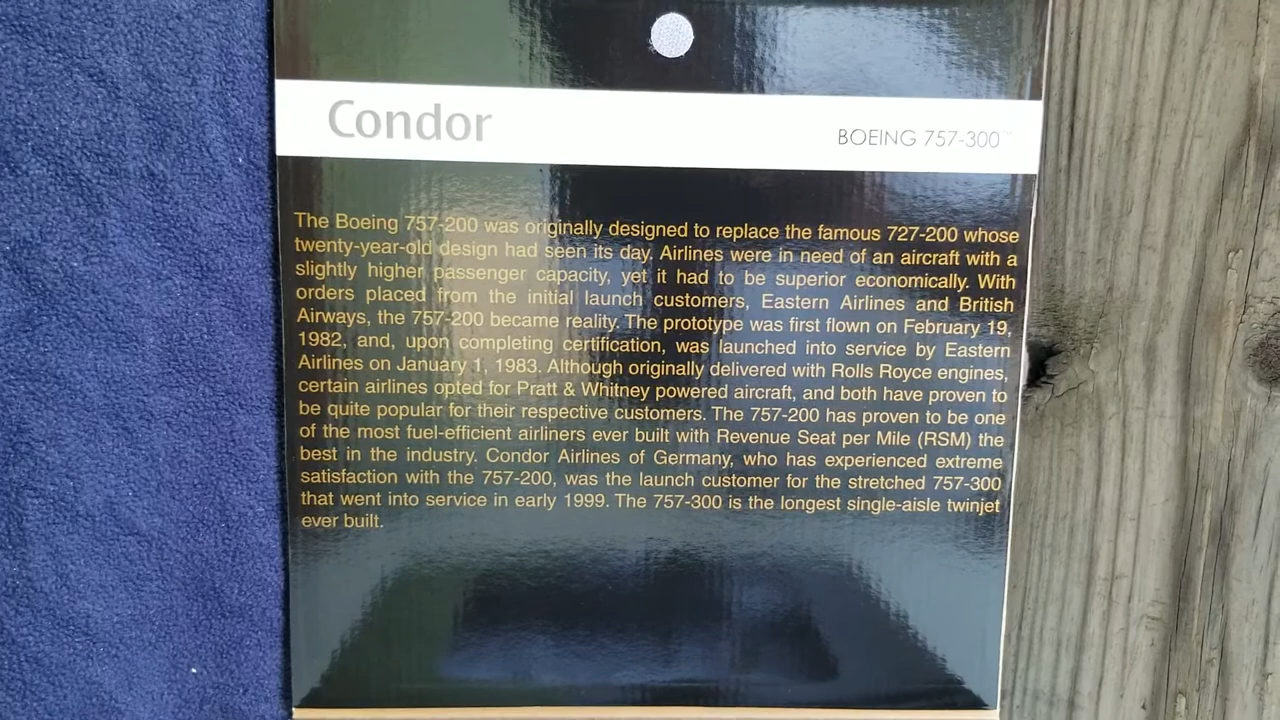 Condor
BOEING 757-300™
The Boeing 757-200 was originally designed to replace the famous 727-200 whose
twenty-year-old design had seen its day. Airlines were in need of an aircraft with a
slightly higher passenger capacity, yet it had to be superior economically. With
orders placed from the initial launch customers, Eastern Airlines and British
Airways, the 757-200 became reality. The prototype was first flown on February 19,
1982, and, upon completing certification, was launched into service by Eastern
Airlines on January 1, 1983. Although originally delivered with Rolls Royce engines,
certain airlines opted for Pratt & Whitney powered aircraft, and both have proven to
be quite popular for their respective customers. The 757-200 has proven to be one
of the most fuel-efficient airliners ever built with Revenue Seat per Mile (RSM) the
best in the industry. Condor Airlines of Germany, who has experienced extreme
satisfaction with the 757-200, was the launch customer for the stretched 757-300
that went into service in early 1999. The 757-300 is the longest single-aisle twinjet
ever built.